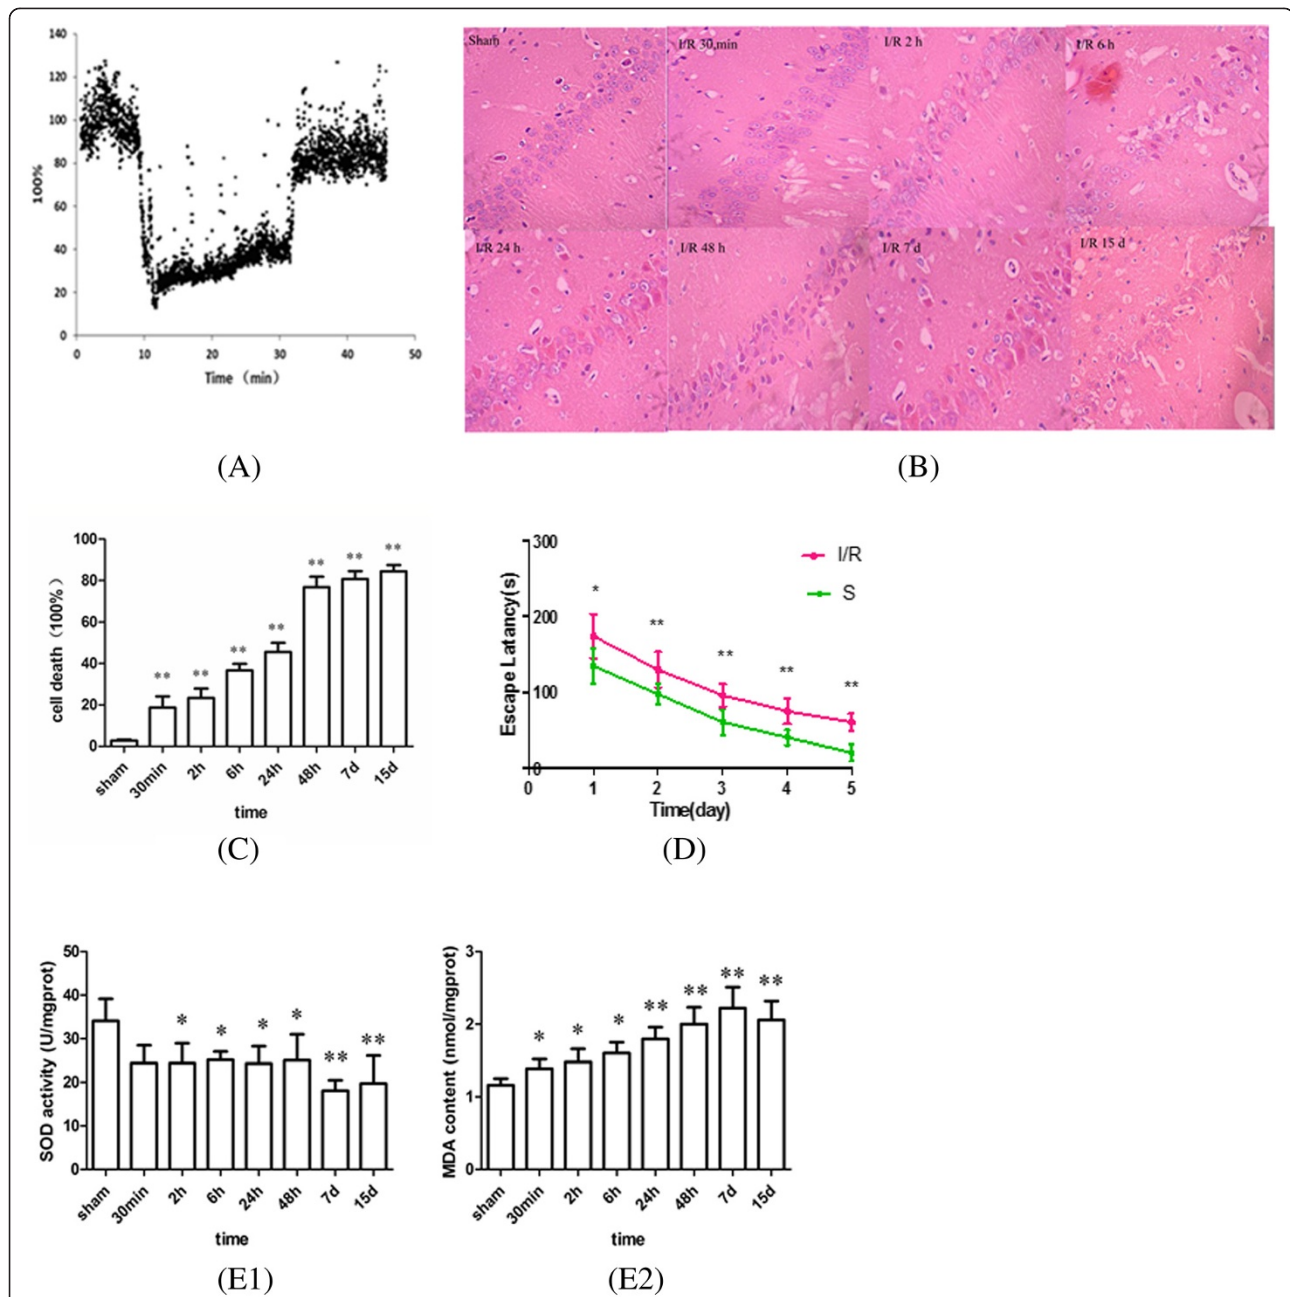 140
120
100
80
60
40
20
0
100%
0 10 20 30 40 50
Time (min)
(A)
Sham
I/R 30 min
I/R 2 h
I/R 6 h
I/R 24 h
I/R 48 h
I/R 7 d
I/R 15 d
(B)
100
80
60
40
20
0
cell death (100%)
** ** ** ** ** ** **
sham 30min 2h 6h 24h 48h 7d 15d
time
(C)
300
200
100
0
Escape Latancy(s)
I/R
S
* ** ** ** **
0 1 2 3 4 5
Time(day)
(D)
50
40
30
20
10
0
SOD activity (U/mgprot)
* * * * ** **
sham 30min 2h 6h 24h 48h 7d 15d
time
(E1)
3
2
1
0
MDA content (nmol/mgprot)
* * * ** ** ** **
sham 30min 2h 6h 24h 48h 7d 15d
time
(E2)